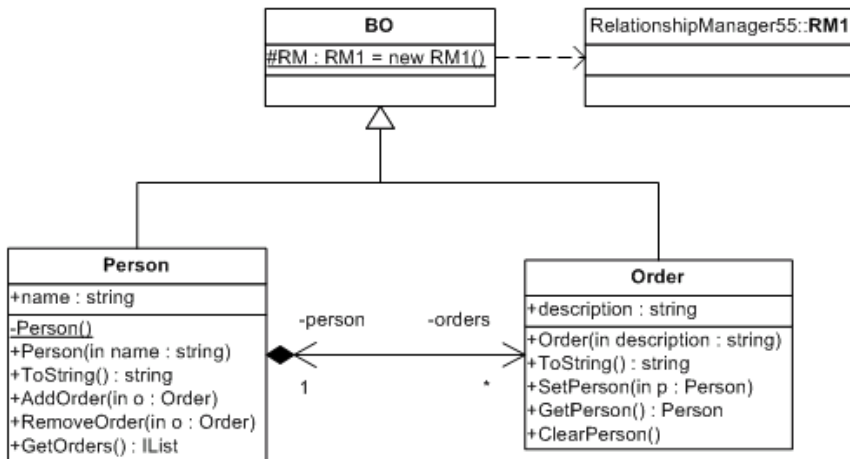 BO
#RM : RM1 = new RM1()
RelationshipManager55::RM1
Person
+name : string
-Person()
+Person(in name : string)
+ToString() : string
+AddOrder(in o : Order)
+RemoveOrder(in o : Order)
+GetOrders() : IList
-person
-orders
1
*
Order
+description : string
+Order(in description : string)
+ToString() : string
+SetPerson(in p : Person)
+GetPerson() : Person
+ClearPerson()